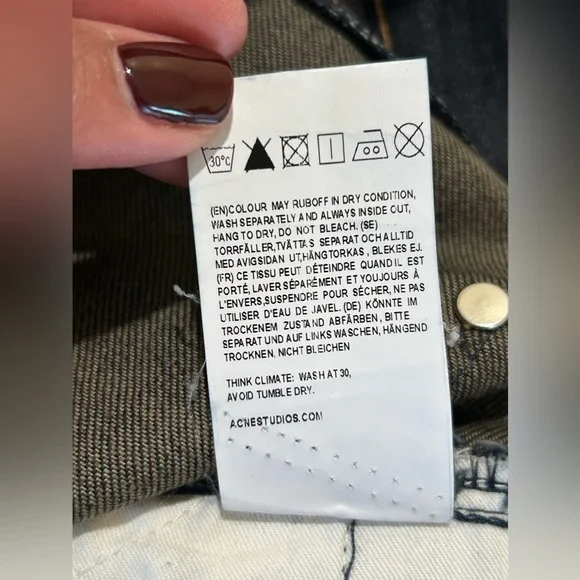 30°C
(EN)COLOUR MAY RUBOFF IN DRY CONDITION,
WASH SEPARATELY AND ALWAYS INSIDE OUT,
HANG TO DRY, DO NOT BLEACH. (SE)
TORRFÄLLER,TVÄTTAS SEPARAT OCH ALLTID
MED AVIGSIDAN UT,HÄNGTORKAS, BLEKES EJ.
(FR) CE TISSU PEUT DÉTEINDRE QUAND IL EST
PORTÉ, LAVER SÉPARÉMENT ET TOUJOURS À
L'ENVERS,SUSPENDRE POUR SÉCHER, NE PAS
UTILISER D'EAU DE JAVEL. (DE) KÖNNTE IM
TROCKENEM ZUSTAND ABFÄRBEN, BITTE
SEPARAT UND AUF LINKS WASCHEN, HÄNGEND
TROCKNEN, NICHT BLEICHEN
THINK CLIMATE: WASH AT 30,
AVOID TUMBLE DRY.
ACNESTUDIOS.COM